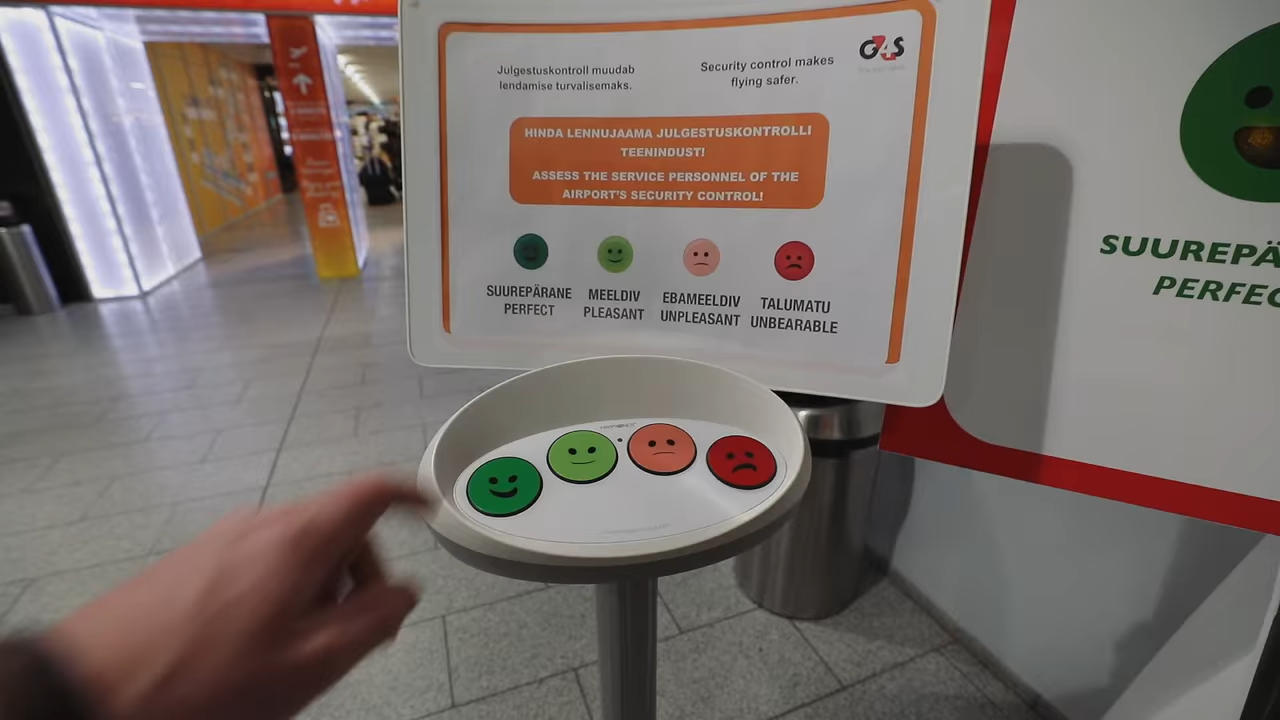 Julgestuskontroll muudab
lendamise turvalisemaks.
Security control makes
flying safer.
G4S
HINDA LENNUJAAMA JULGESTUSKONTROLLI
TEENINDUST!
ASSESS THE SERVICE PERSONNEL OF THE
AIRPORT'S SECURITY CONTROL!
SUUREPÄRANE
PERFECT
MEELDIV
PLEASANT
EBAMEELDIV
UNPLEASANT
TALUMATU
UNBEARABLE
SUUREPÄ
PERFEC